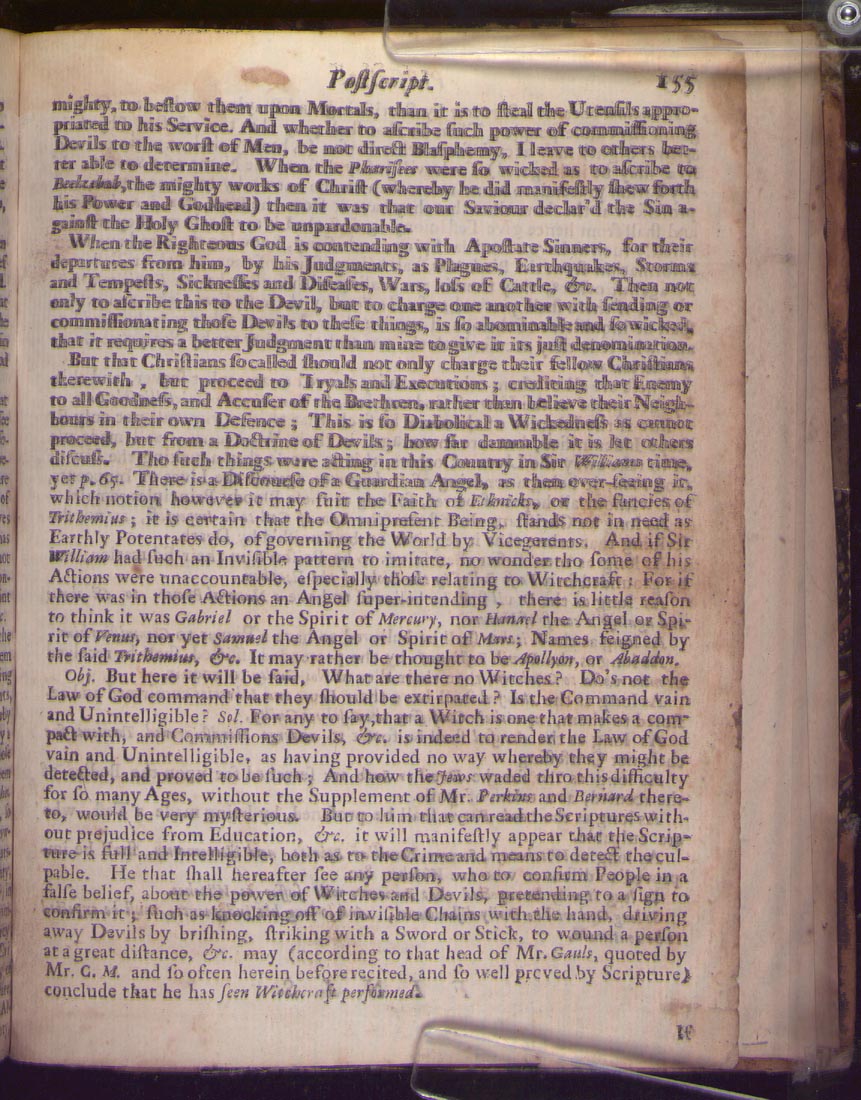 Poſtſcript. 155
mighty, to beſtow them upon Mortals, than it is to ſteal the Utenſils appro-
priated to his Service. And whether to aſcribe ſuch power of commiſſioning
Devils to the worſt of Men, be not direct Blaſphemy, I leave to others bet-
ter able to determine. When the Phariſees were ſo wicked as to aſcribe to
Beelzebub, the mighty works of Chriſt (whereby he did manifeſtly ſhew forth
his Power and Godhead) then it was that our Saviour declar'd the Sin a-
gainſt the Holy Ghoſt to be unpardonable.
When the Righteous God is contending with Apoſtate Sinners, for their
departures from him, by his Judgments, as Plagues, Earthquakes, Storms
and Tempeſts, Sickneſſes and Diſeaſes, Wars, loſs of Cattle, &c. Then not
only to aſcribe this to the Devil, but to charge one another with ſending or
commiſſionating thoſe Devils to theſe things, is ſo abominable and ſo wicked,
that it requires a better Judgment than mine to give it its juſt denomination.
But that Chriſtians ſo called ſhould not only charge their fellow Chriſtians
therewith, but proceed to Tryals and Executions; crediting that Enemy
to all Goodneſs, and Accuſer of the Brethren, rather than believe their Neigh-
bours in their own Defence; This is ſo Diabolical a Wickedneſs as cannot
proceed, but from a Doctrine of Devils; how far damnable it is let others
diſcuſs. Tho ſuch things were acting in this Country in Sir Williams time,
yet p. 65. There is a Diſcourſe of a Guardian Angel, as then over-ſeeing it,
which notion however it may ſuit the Faith of Ethnicks, or the fancies of
Trithemius; it is certain that the Omnipreſent Being, ſtands not in need as
Earthly Potentates do, of governing the World by Vicegerents. And if Sir
William had ſuch an Inviſible pattern to imitate, no wonder tho ſome of his
Actions were unaccountable, eſpecially thoſe relating to Witchcraft: For if
there was in thoſe Actions an Angel ſuper-intending, there is little reaſon
to think it was Gabriel or the Spirit of Mercury, nor Hanael the Angel or Spi-
rit of Venus, nor yet Samuel the Angel or Spirit of Mars; Names feigned by
the ſaid Trithemius, &c. It may rather be thought to be Apollyon, or Abaddon.
Obj. But here it will be ſaid, What are there no Witches? Do's not the
Law of God command that they ſhould be extirpated? Is the Command vain
and Unintelligible? Sol. For any to ſay, that a Witch is one that makes a com-
pact with, and Commiſſions Devils, &c. is indeed to render the Law of God
vain and Unintelligible, as having provided no way whereby they might be
detected, and proved to be ſuch; And how the Jews waded thro this difficulty
for ſo many Ages, without the Supplement of Mr. Perkins and Bernard there-
to, would be very myſterious. But to him that can read the Scriptures with-
out prejudice from Education, &c. it will manifeſtly appear that the Scrip-
ture is full and Intelligible, both as to the Crime and means to detect the cul-
pable. He that ſhall hereafter ſee any perſon, who to confirm People in a
falſe belief, about the power of Witches and Devils, pretending to a ſign to
confirm it; ſuch as knocking off of inviſible Chains with the hand, driving
away Devils by bruſhing, ſtriking with a Sword or Stick, to wound a perſon
at a great diſtance, &c. may (according to that head of Mr. Gauls, quoted by
Mr. C. M. and ſo often herein before recited, and ſo well proved by Scripture)
conclude that he has ſeen Witchcraft performed.
If